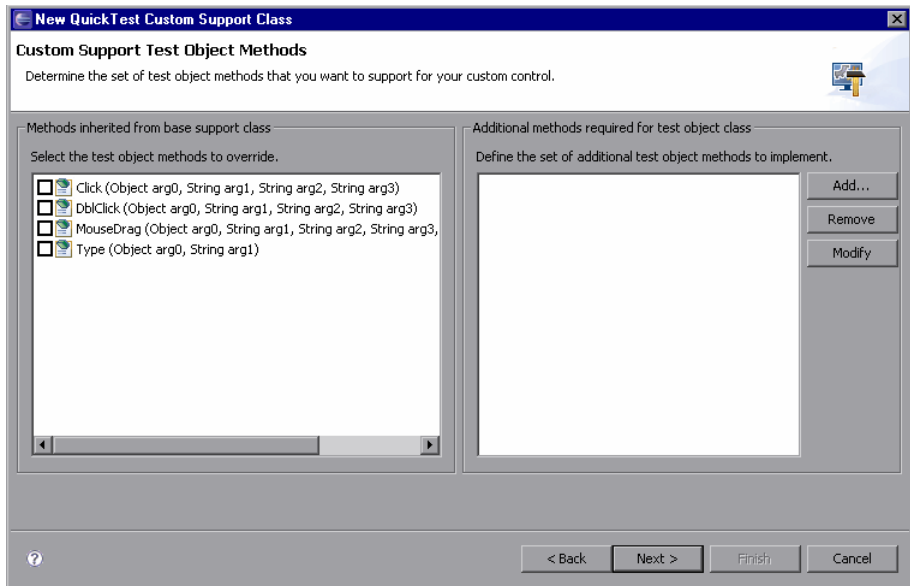 New QuickTest Custom Support Class
Custom Support Test Object Methods
Determine the set of test object methods that you want to support for your custom control.
Methods inherited from base support class
Select the test object methods to override.
Click (Object arg0, String arg1, String arg2, String arg3)
DblClick (Object arg0, String arg1, String arg2, String arg3)
MouseDrag (Object arg0, String arg1, String arg2, String arg3,
Type (Object arg0, String arg1)
Additional methods required for test object class
Define the set of additional test object methods to implement.
Add...
Remove
Modify
?
< Back
Next >
Finish
Cancel